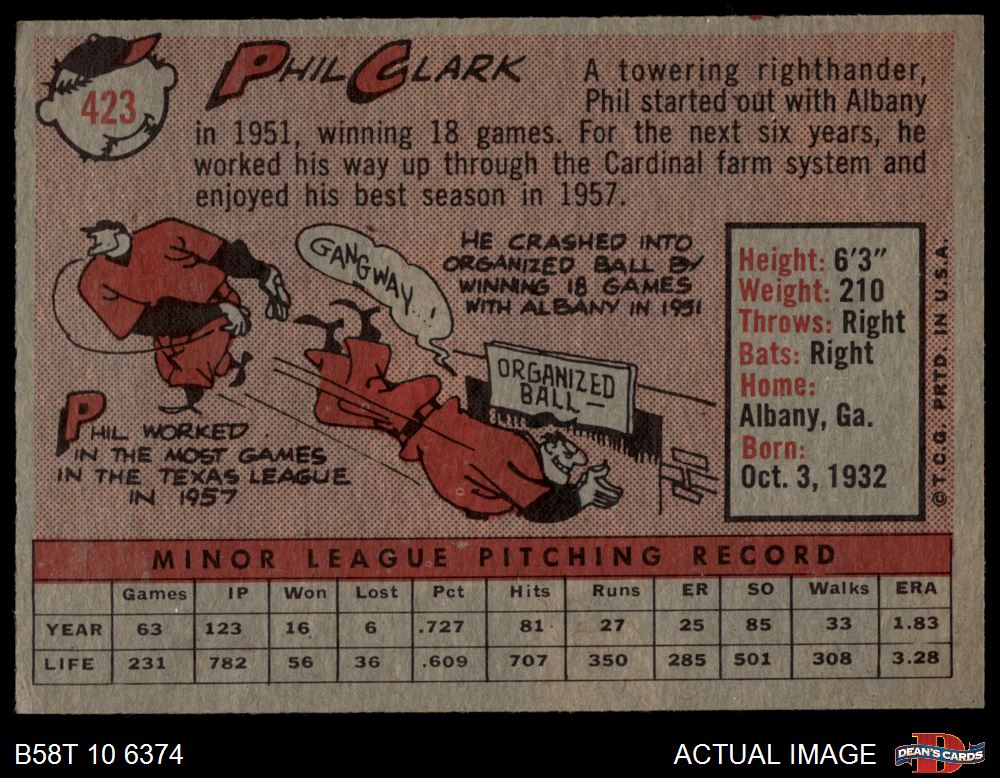 423
PHIL CLARK
A towering righthander,
Phil started out with Albany
in 1951, winning 18 games. For the next six years, he
worked his way up through the Cardinal farm system and
enjoyed his best season in 1957.
GANGWAY..!
HE CRASHED INTO
ORGANIZED BALL BY
WINNING 18 GAMES
WITH ALBANY IN 1951
ORGANIZED
BALL—
PHIL WORKED
IN THE MOST GAMES
IN THE TEXAS LEAGUE
IN 1957
Height: 6'3"
Weight: 210
Throws: Right
Bats: Right
Home:
Albany, Ga.
Born:
Oct. 3, 1932
© T.C.G. PRTD. IN U.S.A
MINOR LEAGUE PITCHING RECORD
Games IP Won Lost Pct Hits Runs ER SO Walks ERA
YEAR 63 123 16 6 .727 81 27 25 85 33 1.83
LIFE 231 782 56 36 .609 707 350 285 501 308 3.28
B58T 10 6374
ACTUAL IMAGE
D
DEAN'S CARDS